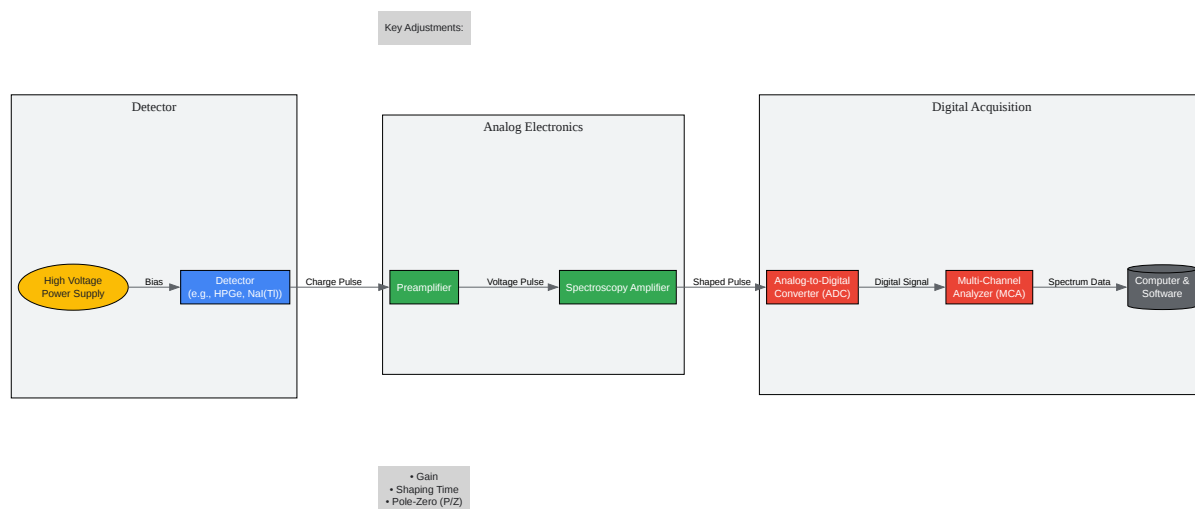 Key Adjustments:
Detector
Analog Electronics
Digital Acquisition
High Voltage
Power Supply
Bias
Detector
(e.g., HPGe, NaI(Tl))
Charge Pulse
Preamplifier
Voltage Pulse
Spectroscopy Amplifier
Shaped Pulse
Analog-to-Digital
Converter (ADC)
Digital Signal
Multi-Channel
Analyzer (MCA)
Spectrum Data
Computer &
Software
• Gain
• Shaping Time
• Pole-Zero (P/Z)